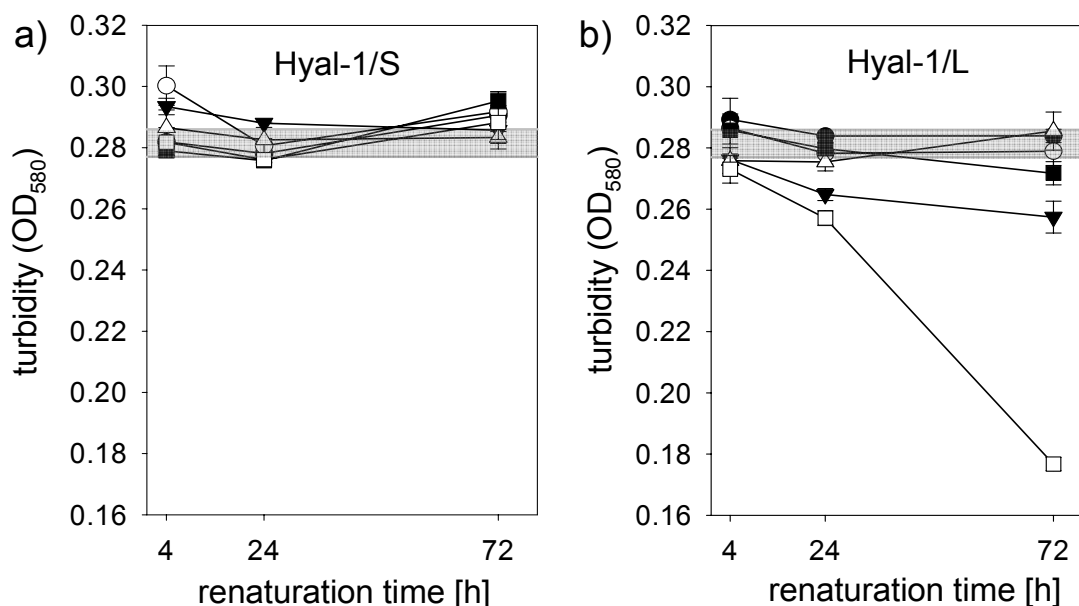 a)
Hyal-1/S
turbidity (OD580)
0.32
0.30
0.28
0.26
0.24
0.22
0.20
0.18
0.16
4 24 72
renaturation time [h]
b)
Hyal-1/L
turbidity (OD580)
0.32
0.30
0.28
0.26
0.24
0.22
0.20
0.18
0.16
4 24 72
renaturation time [h]